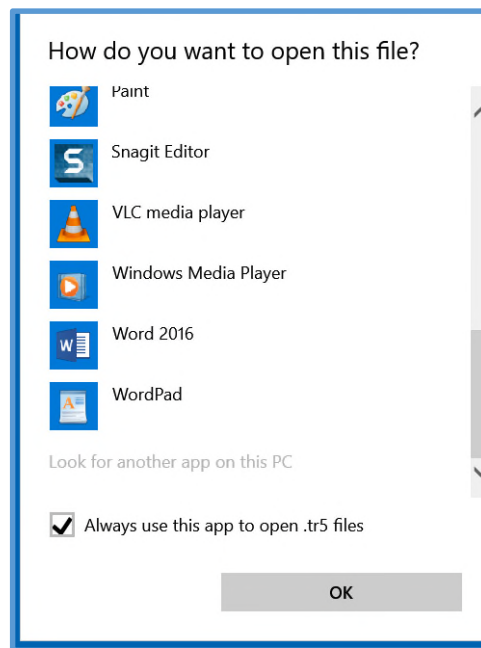 How do you want to open this file?
Paint
Snagit Editor
VLC media player
Windows Media Player
Word 2016
WordPad
Look for another app on this PC
Always use this app to open .tr5 files
OK